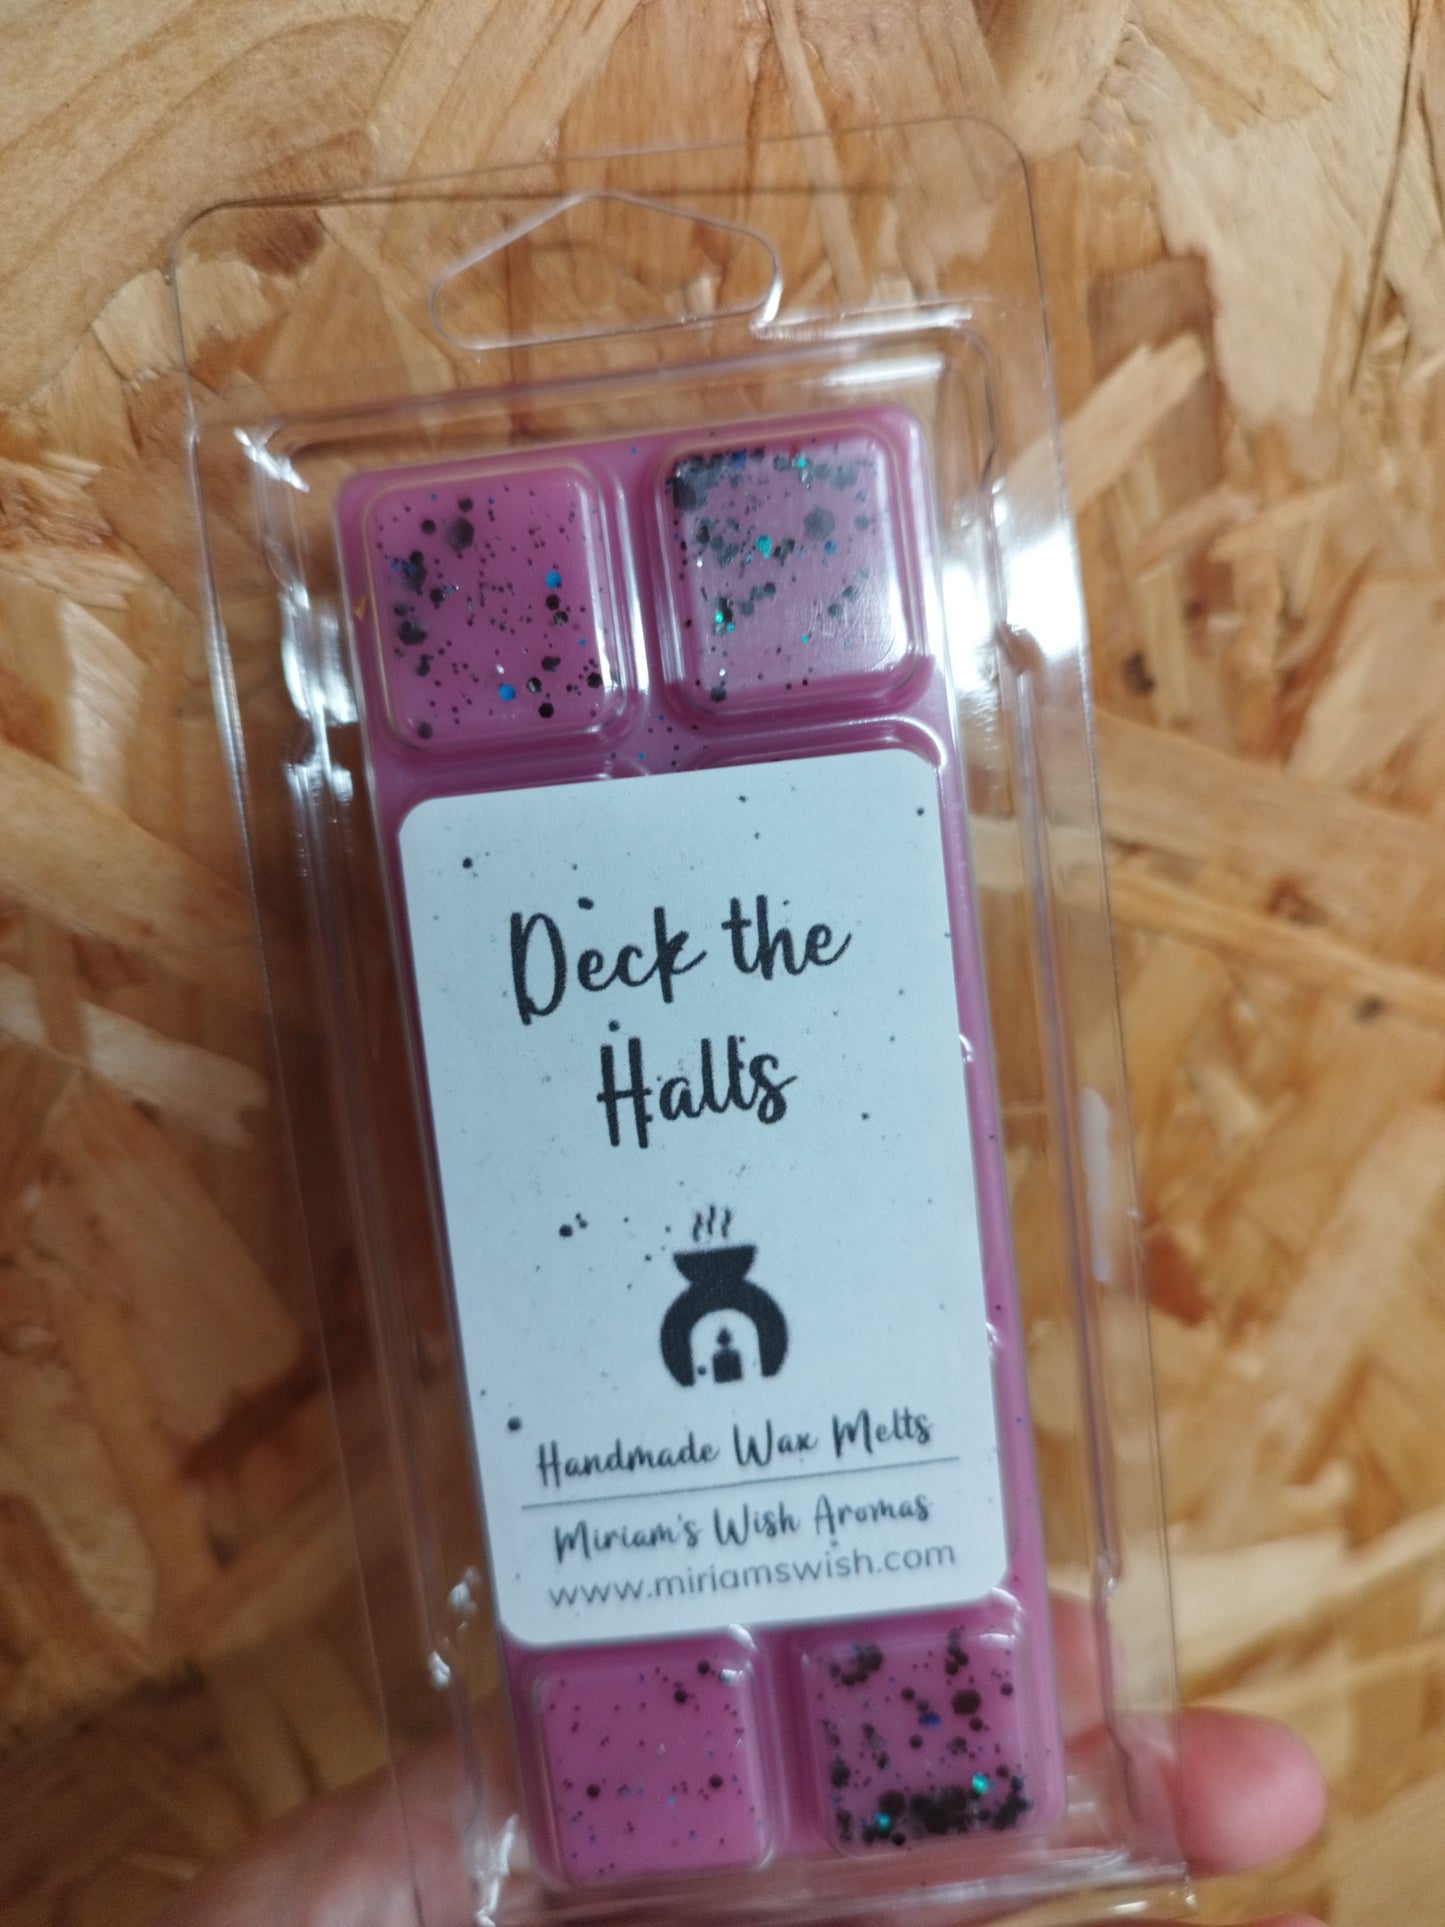 Deck the
Halls
Handmade Wax Melts
Miriam's Wish Aromas
www.miriamswish.com